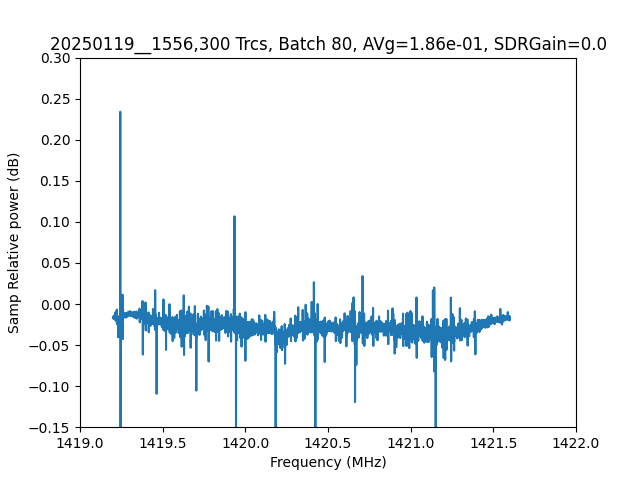 20250119__1556,300 Trcs, Batch 80, AVg=1.86e-01, SDRGain=0.0
0.30
0.25
0.20
0.15
0.10
0.05
0.00
−0.05
−0.10
−0.15
Samp Relative power (dB)
1419.0 1419.5 1420.0 1420.5 1421.0 1421.5 1422.0
Frequency (MHz)